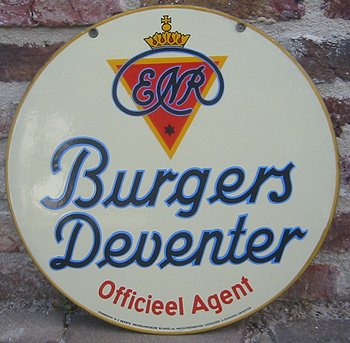 ENR
Burgers
Deventer
Officieel Agent